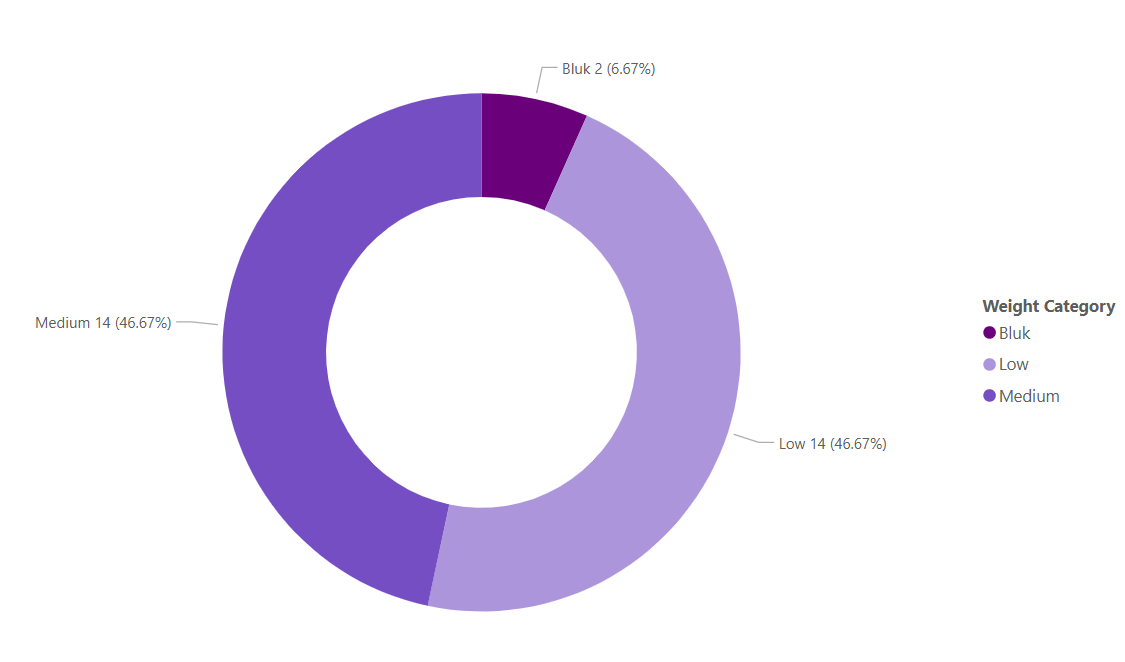 Bluk 2 (6.67%)
Medium 14 (46.67%)
Low 14 (46.67%)
Weight Category
Bluk
Low
Medium